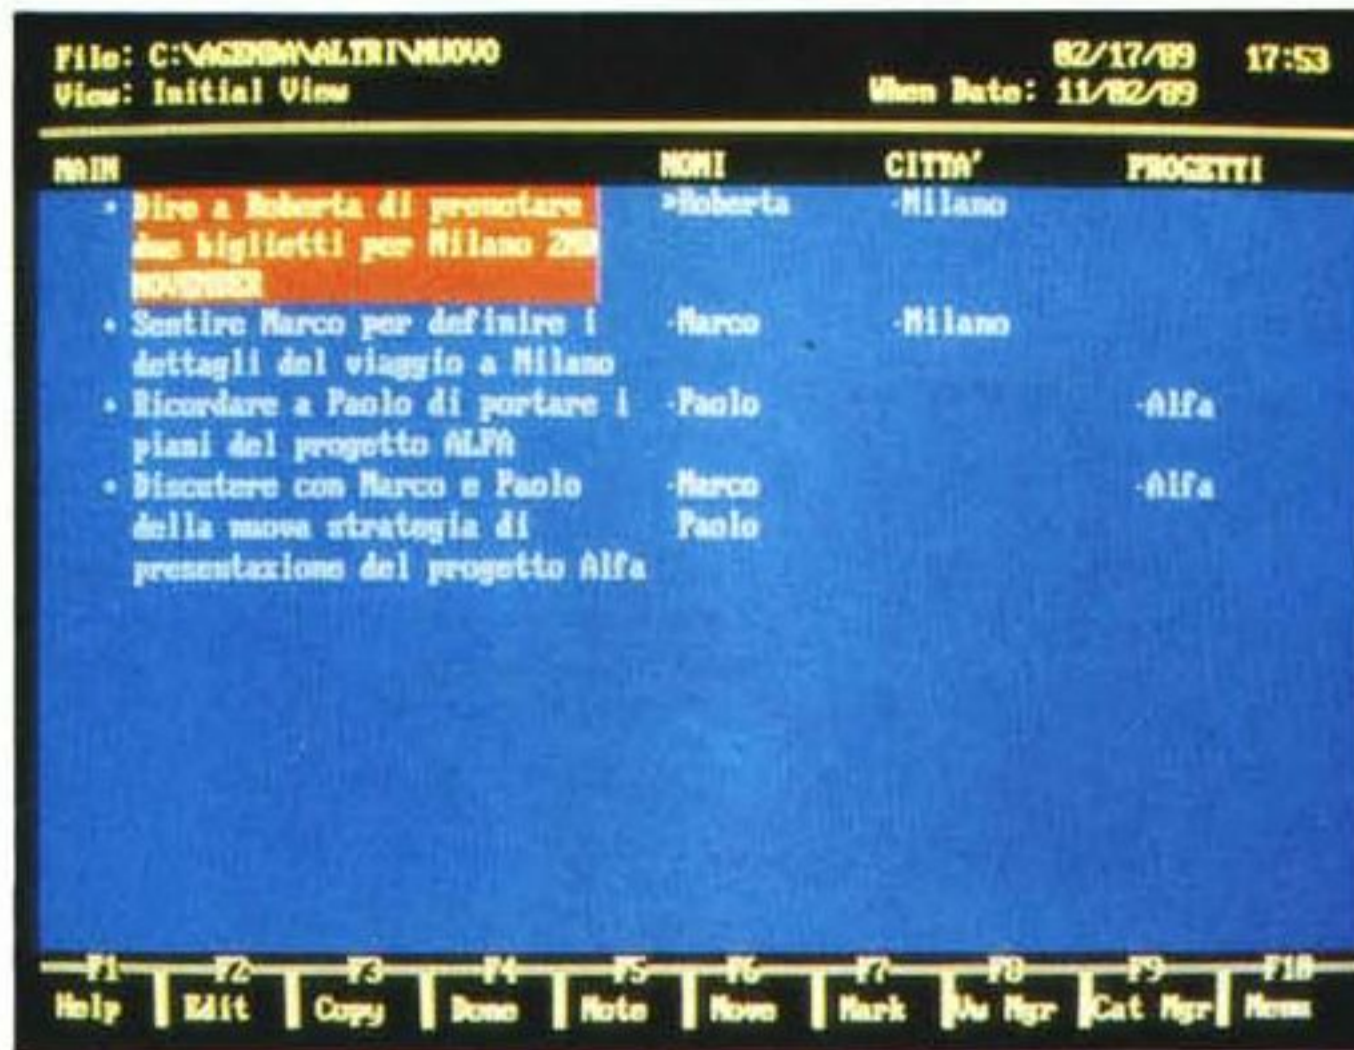 File: C:\AGENDA\ALTRI\NUOVO 02/17/89 17:53
View: Initial View When Date: 11/02/89
MAIN NOMI CITTA' PROGETTI
• Dire a Roberta di prenotare »Roberta ·Milano
due biglietti per Milano 2ND
NOVEMBER
• Sentire Marco per definire i ·Marco ·Milano
dettagli del viaggio a Milano
• Ricordare a Paolo di portare i ·Paolo ·Alfa
piani del progetto ALFA
• Discutere con Marco e Paolo ·Marco ·Alfa
della nuova strategia di Paolo
presentazione del progetto Alfa
F1 F2 F3 F4 F5 F6 F7 F8 F9 F10
Help Edit Copy Done Note Move Mark Vw Mgr Cat Mgr Menu